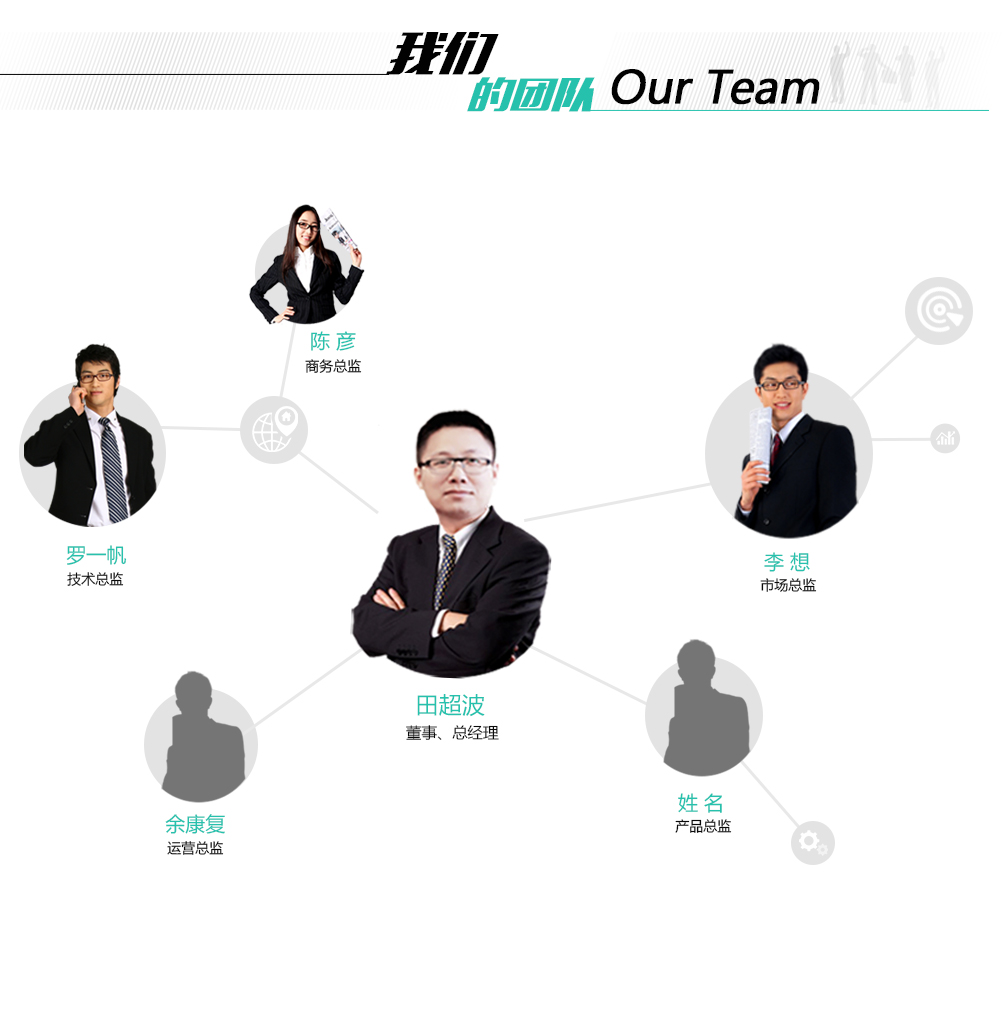 我们
的团队 Our Team
陈 彦
商务总监
罗一帆
技术总监
李 想
市场总监
田超波
董事、总经理
姓 名
产品总监
余康复
运营总监